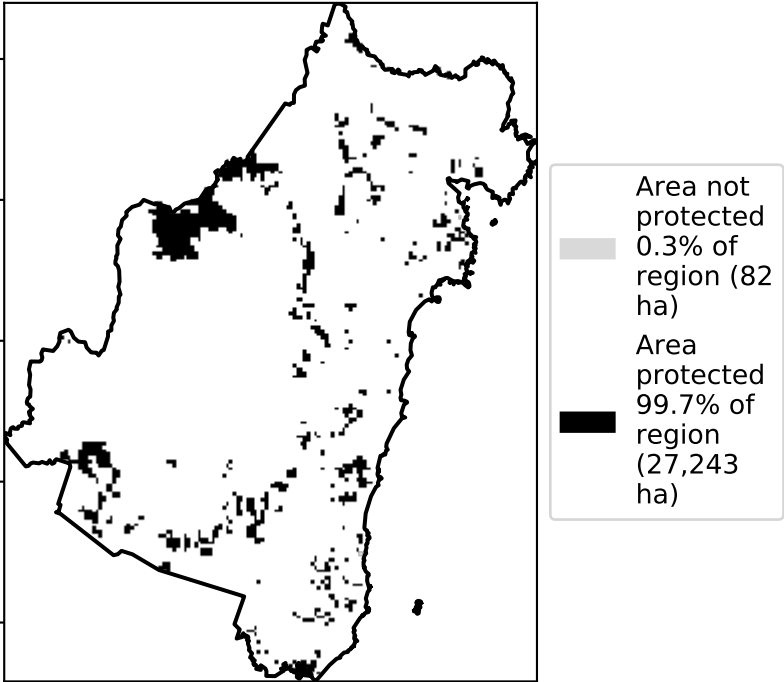 Area not
protected
0.3% of
region (82
ha)
Area
protected
99.7% of
region
(27,243
ha)